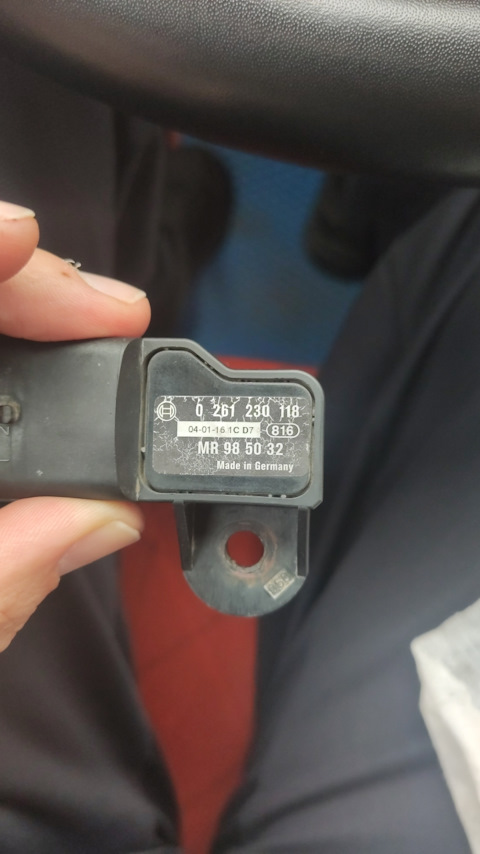 0 261 230 118
04-01-16 1C D7 816
MR 98 50 32
Made in Germany